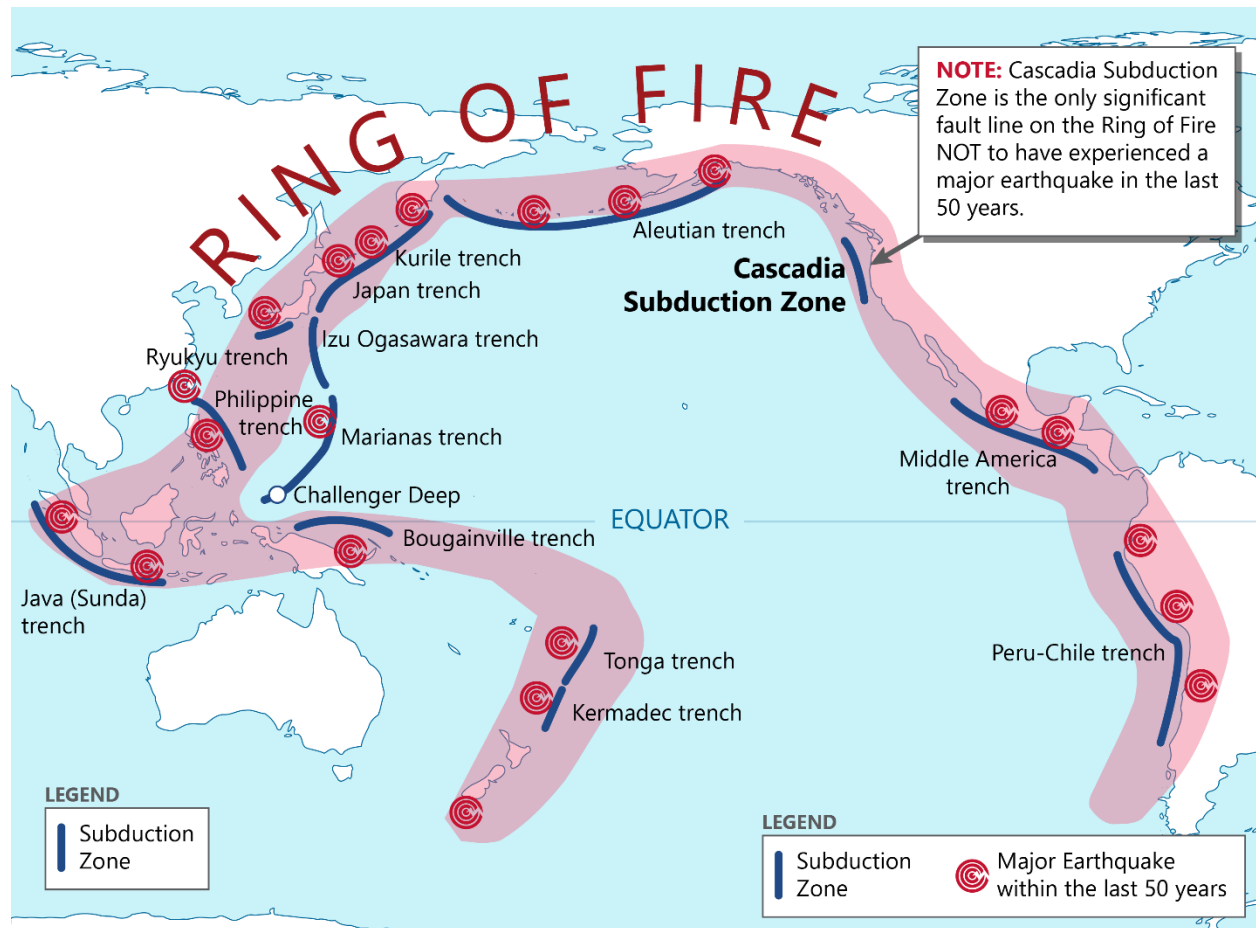 RING OF FIRE
NOTE: Cascadia Subduction
Zone is the only significant
fault line on the Ring of Fire
NOT to have experienced a
major earthquake in the last
50 years.
Aleutian trench
Kurile trench
Japan trench
Cascadia
Subduction Zone
Izu Ogasawara trench
Ryukyu trench
Philippine
trench
Marianas trench
Middle America
trench
Challenger Deep
EQUATOR
Bougainville trench
Java (Sunda)
trench
Tonga trench
Peru-Chile trench
Kermadec trench
LEGEND
Subduction
Zone
LEGEND
Subduction
Zone
Major Earthquake
within the last 50 years